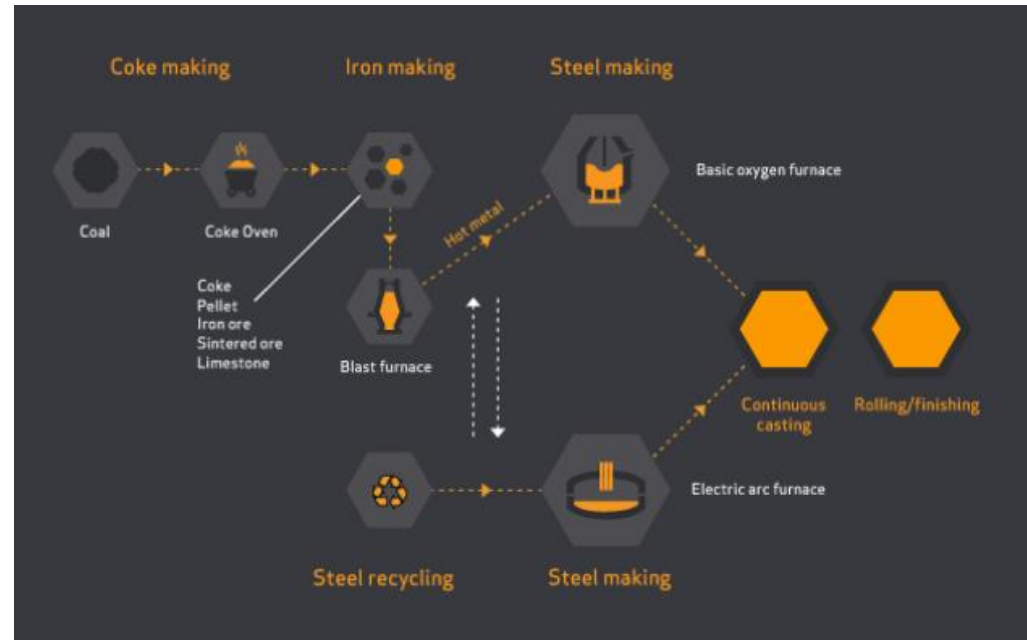 Coke making
Iron making
Steel making
Coal
Coke Oven
Basic oxygen furnace
Hot metal
Coke
Pellet
Iron ore
Sintered ore
Limestone
Blast furnace
Continuous
casting
Rolling/finishing
Electric arc furnace
Steel recycling
Steel making